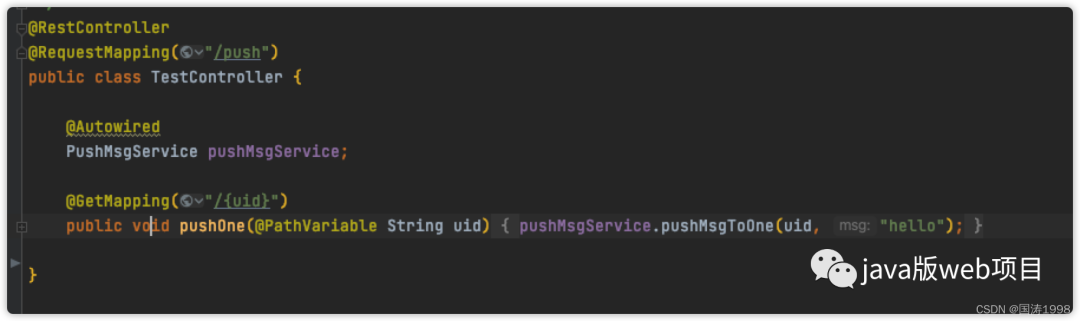 @RestController
@RequestMapping("/push")
public class TestController {
@Autowired
PushMsgService pushMsgService;
@GetMapping("/{uid}")
public void pushOne(@PathVariable String uid) { pushMsgService.pushMsgToOne(uid, msg: "hello"); }
}
java版web项目
CSDN @国涛1998